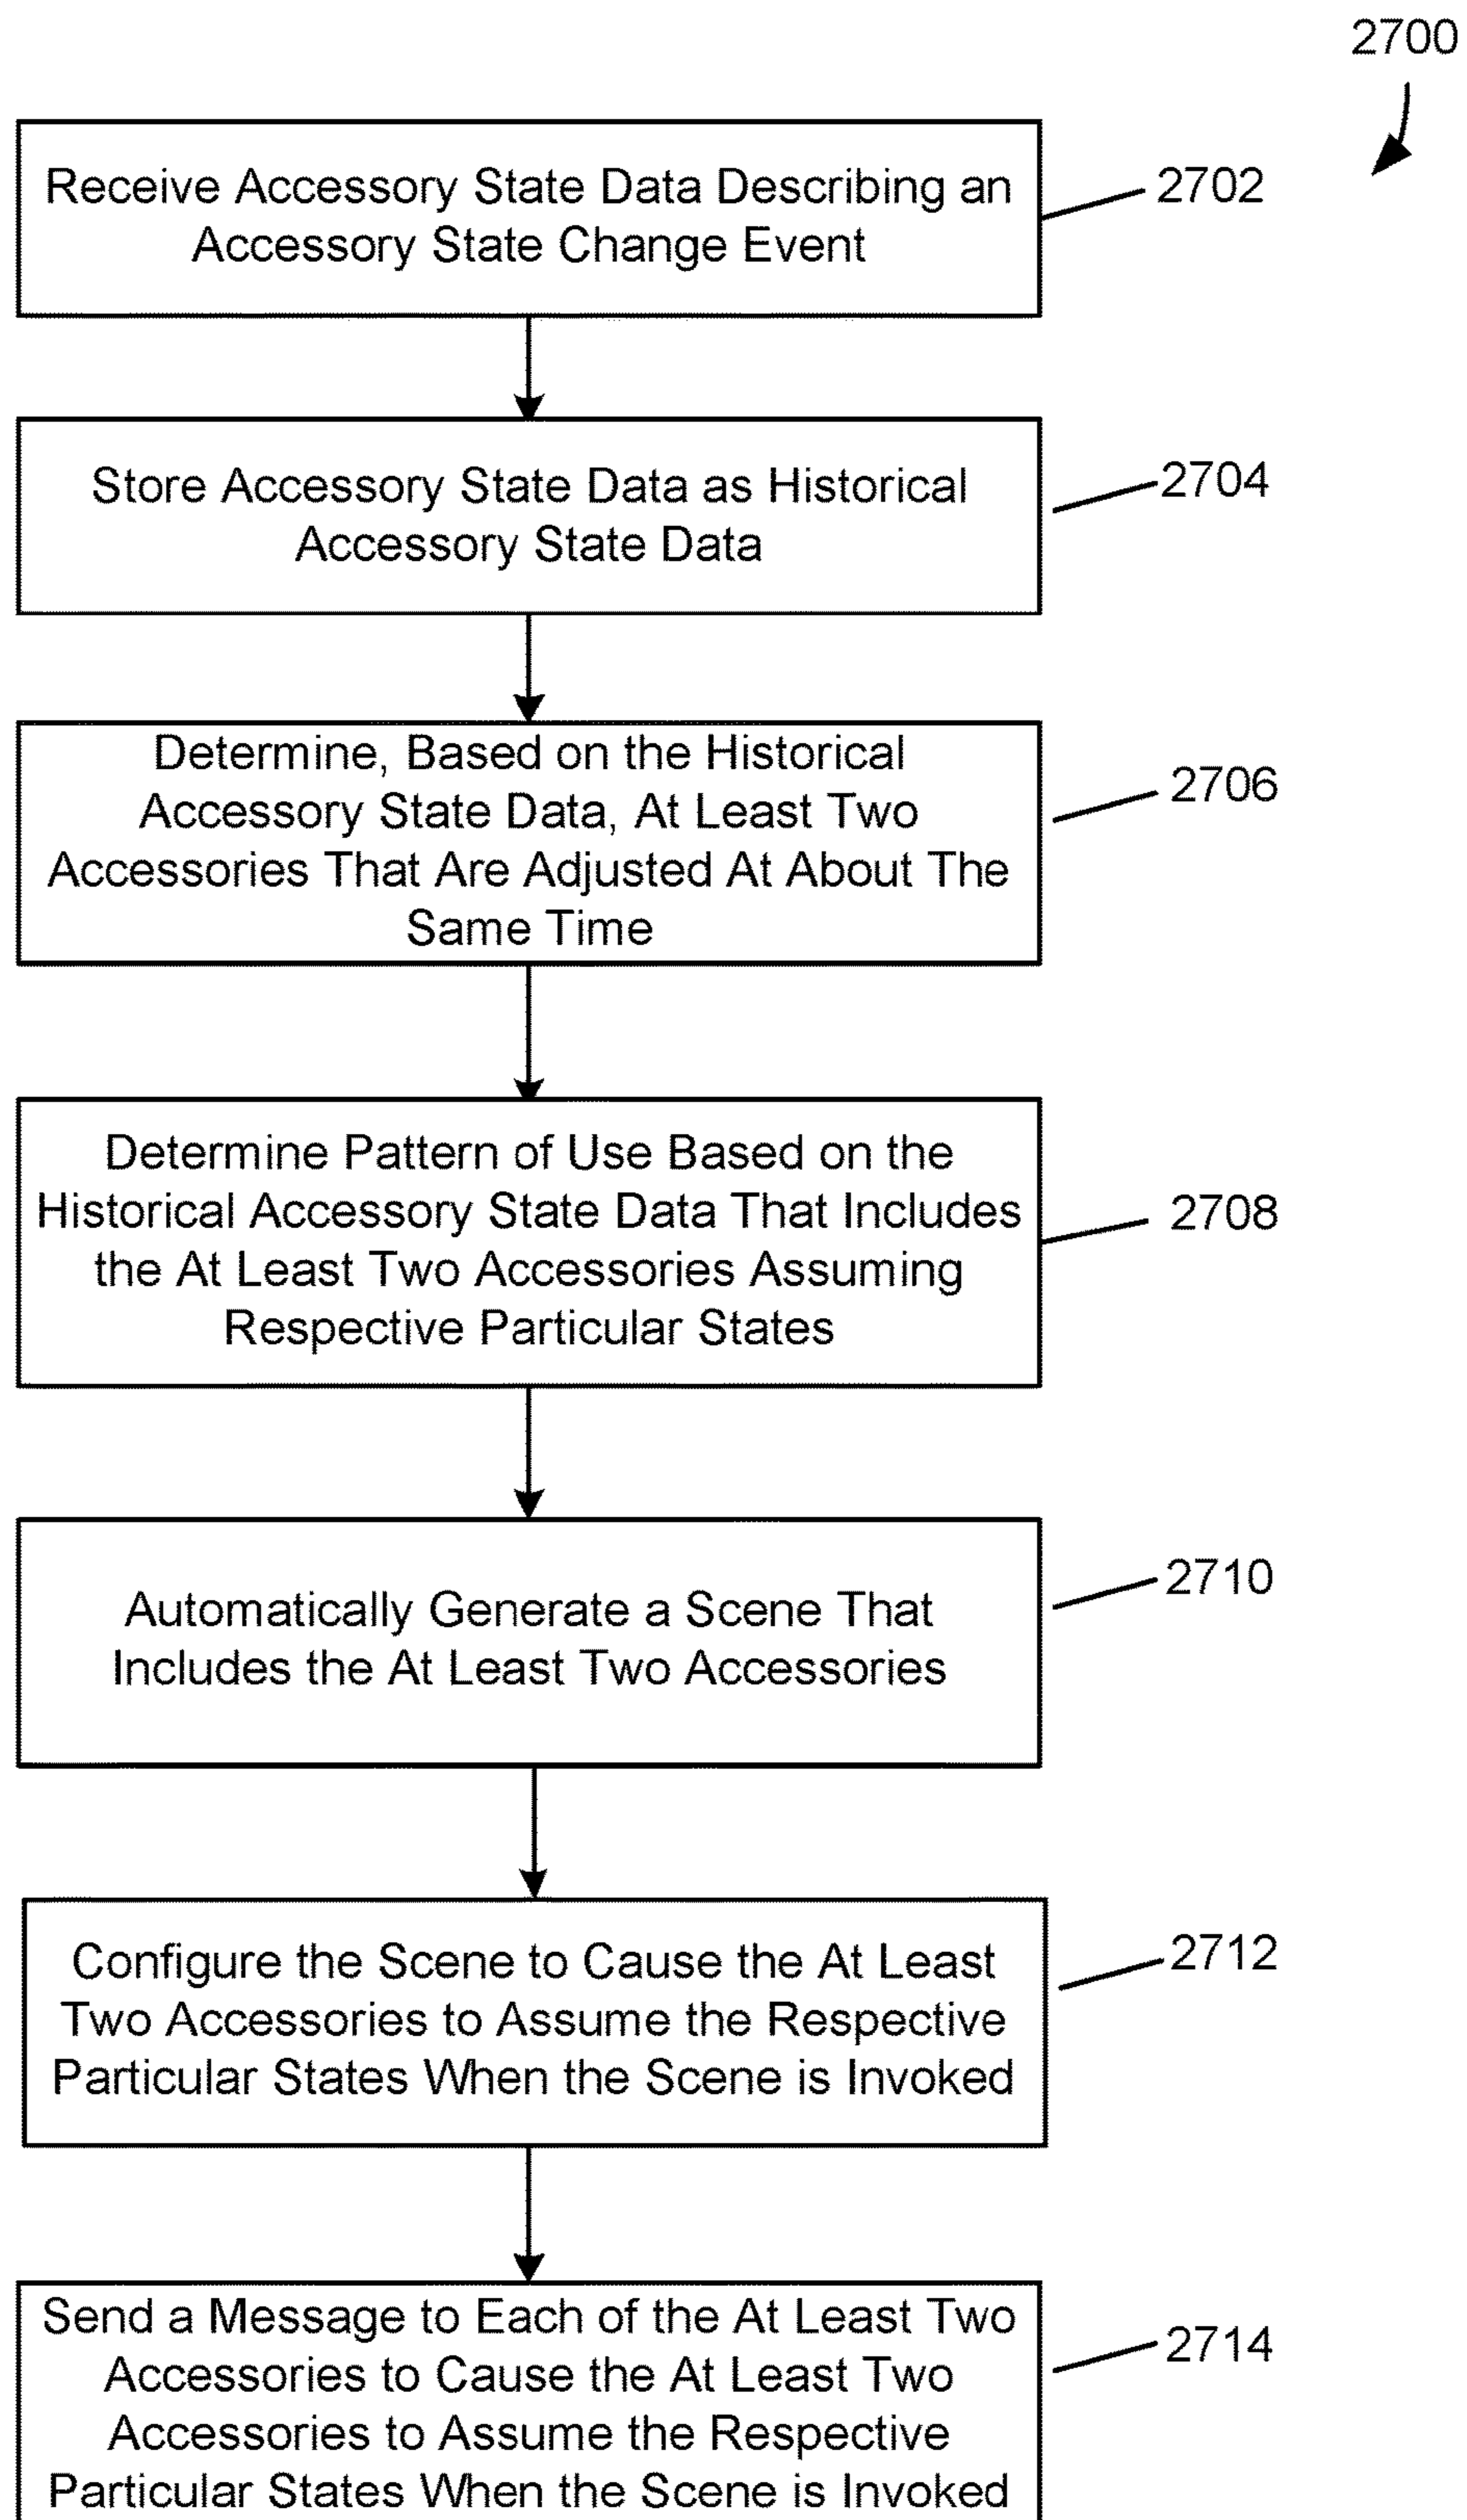 2700
Receive Accessory State Data Describing an
Accessory State Change Event
2702
Store Accessory State Data as Historical
Accessory State Data
2704
Determine, Based on the Historical
Accessory State Data, At Least Two
Accessories That Are Adjusted At About The
Same Time
2706
Determine Pattern of Use Based on the
Historical Accessory State Data That Includes
the At Least Two Accessories Assuming
Respective Particular States
2708
Automatically Generate a Scene That
Includes the At Least Two Accessories
2710
Configure the Scene to Cause the At Least
Two Accessories to Assume the Respective
Particular States When the Scene is Invoked
2712
Send a Message to Each of the At Least Two
Accessories to Cause the At Least Two
Accessories to Assume the Respective
Particular States When the Scene is Invoked
2714